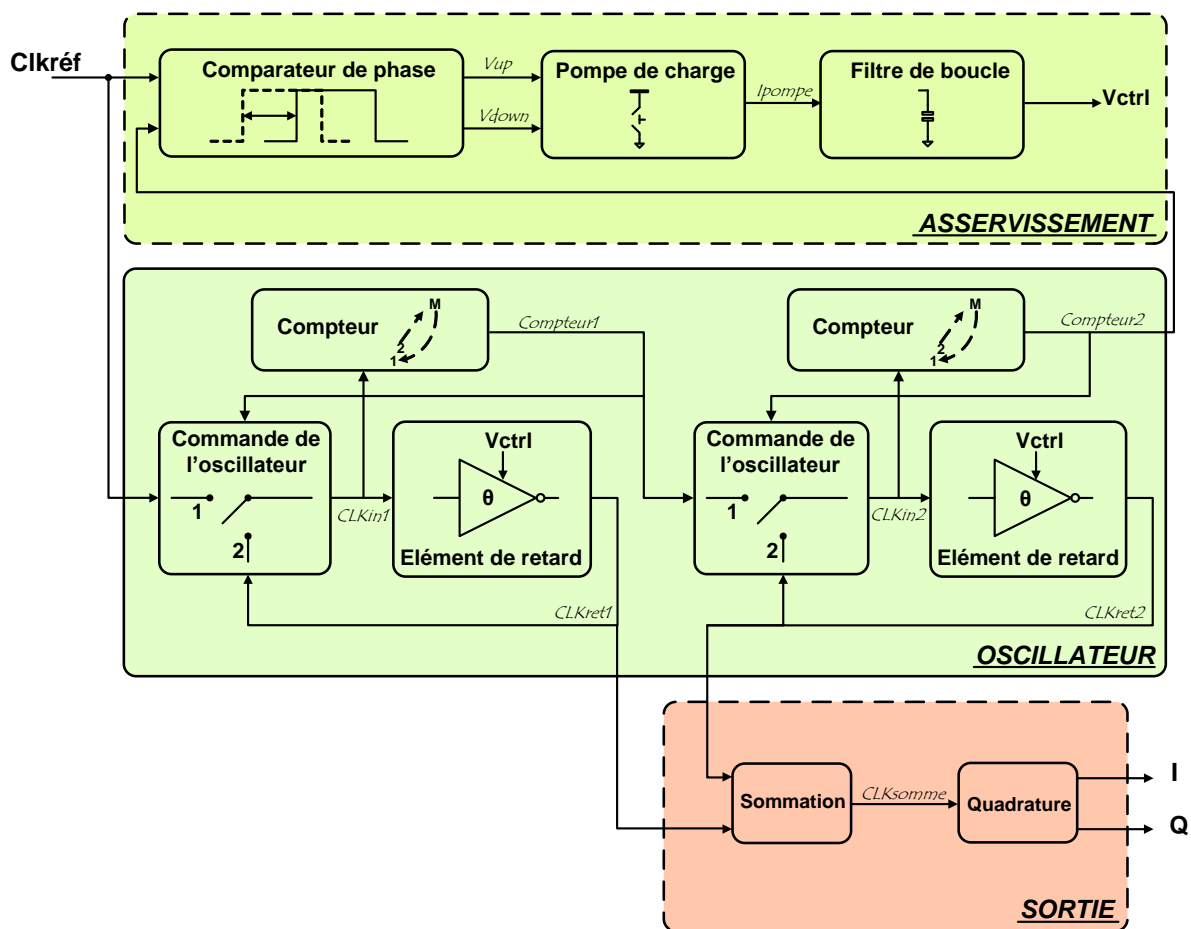 Clkréf
Comparateur de phase
Vup
Vdown
Pompe de charge
Ipompe
Filtre de boucle
Vctrl
ASSERVISSEMENT
Compteur
M
2
1
Compteur1
Compteur
M
2
1
Compteur2
Commande de
l'oscillateur
1
2
CLKin1
Vctrl
θ
Elément de retard
CLKret1
Commande de
l'oscillateur
1
2
CLKin2
Vctrl
θ
Elément de retard
CLKret2
OSCILLATEUR
Sommation
CLKsomme
Quadrature
I
Q
SORTIE